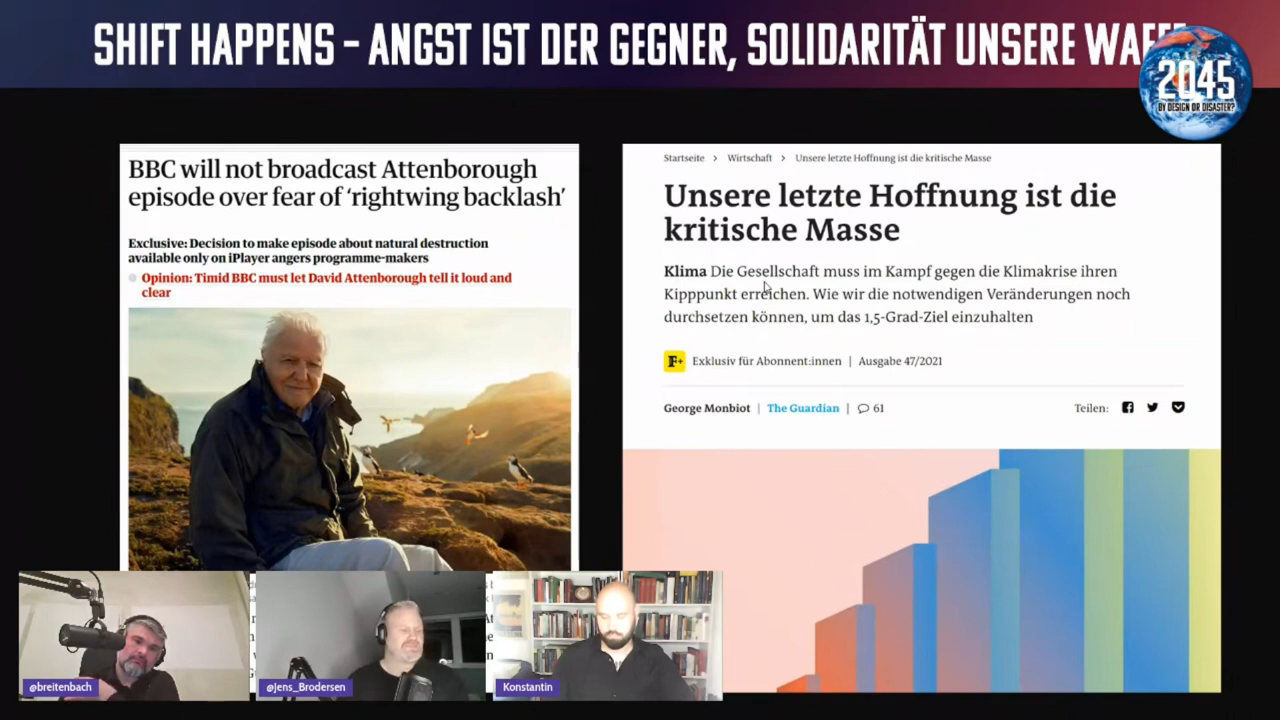 SHIFT HAPPENS – ANGST IST DER GEGNER, SOLIDARITÄT UNSERE
2045
BY DESIGN OR DISASTER?
BBC will not broadcast Attenborough
episode over fear of ‘rightwing backlash’
Exclusive: Decision to make episode about natural destruction
available only on iPlayer angers programme-makers
Opinion: Timid BBC must let David Attenborough tell it loud and
clear
Startseite > Wirtschaft > Unsere letzte Hoffnung ist die kritische Masse
Unsere letzte Hoffnung ist die
kritische Masse
Klima Die Gesellschaft muss im Kampf gegen die Klimakrise ihren
Kipppunkt erreichen. Wie wir die notwendigen Veränderungen noch
durchsetzen können, um das 1,5-Grad-Ziel einzuhalten
F+ Exklusiv für Abonnent:innen | Ausgabe 47/2021
George Monbiot | The Guardian | 61
Teilen:
@breitenbach
@Jens_Brodersen
Konstantin